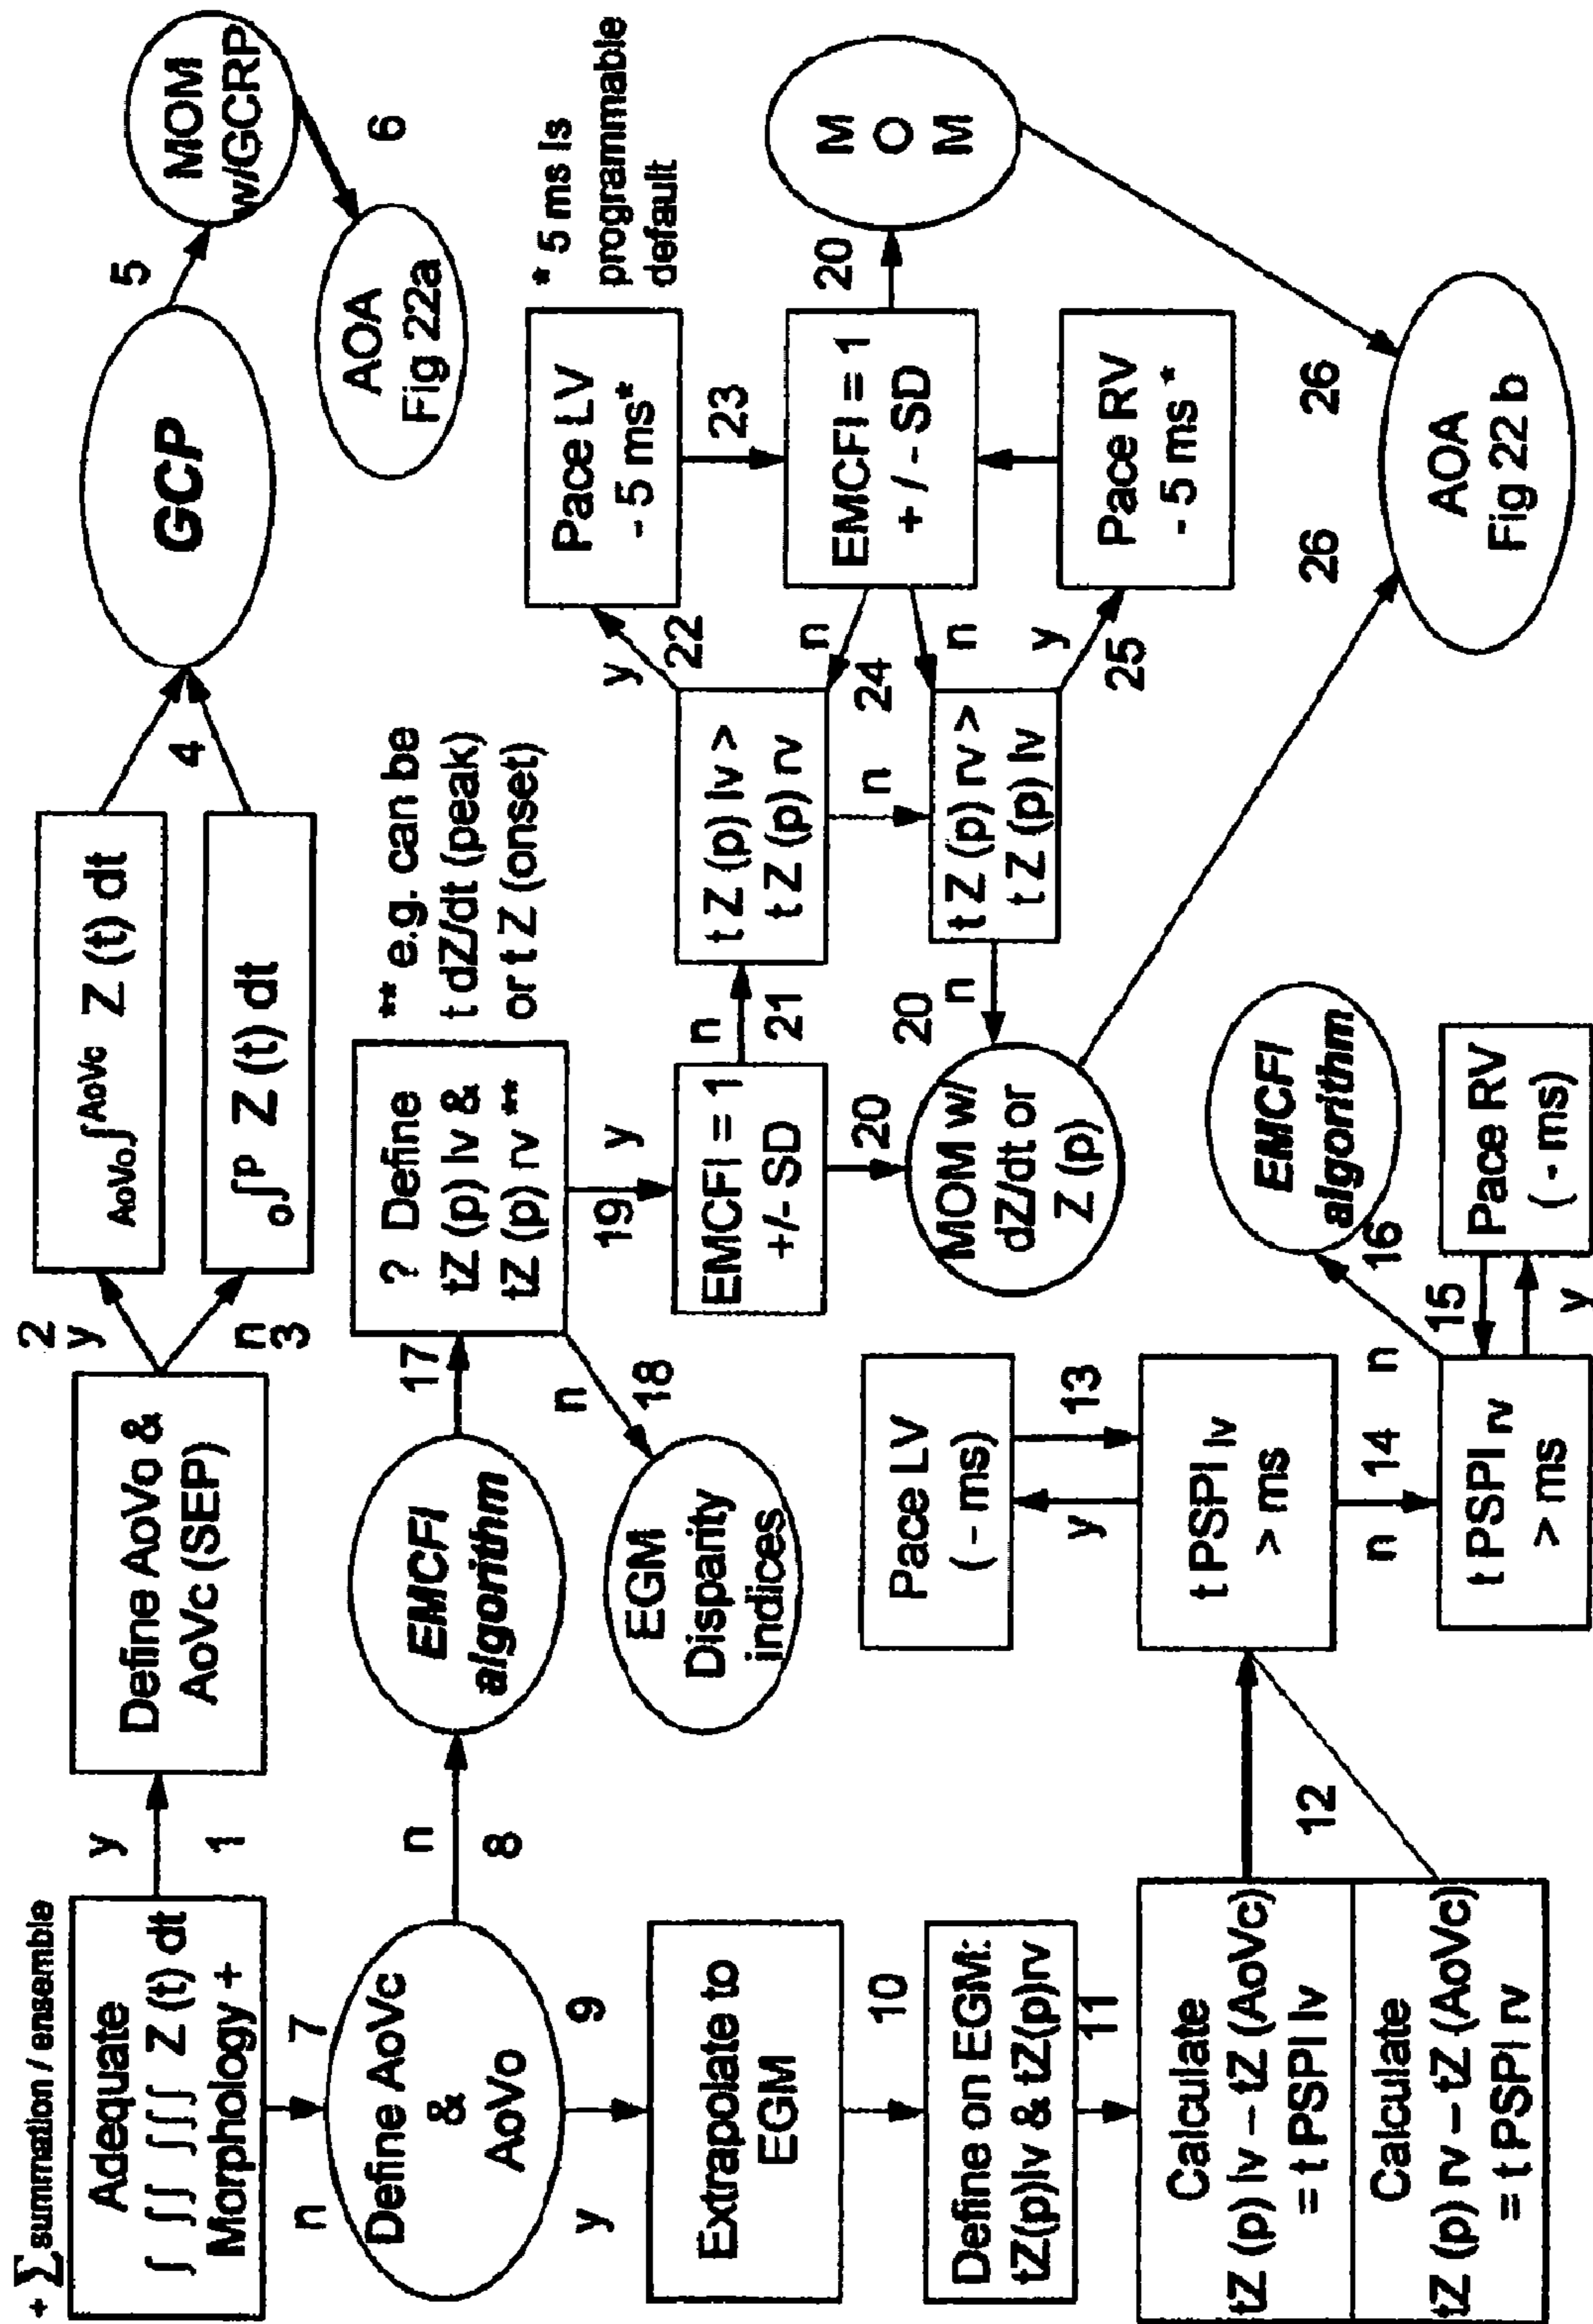 + ∑ summation / ensemble
Adequate
∫ ∫∫ ∫∫∫ Z (t) dt
Morphology +
y
1
Define AoVo &
AoVc (SEP)
2
y
n
3
AoVo∫AoVc Z (t) dt
o∫P Z (t) dt
4
GCP
5
MOM
w/GCRP
6
AOA
Fig 22a
n
7
Define AoVc
&
AoVo
n
8
EMCFI
algorithm
17
? Define
tZ (p) lv &
tZ (p) rv **
** e.g. can be
t dZ/dt (peak)
or t Z (onset)
n
18
EGM
Disparity
indices
19
y
EMCFI = 1
+/- SD
n
21
20
MOM w/
dZ/dt or
Z (p)
t Z (p) lv >
t Z (p) rv
y
22
Pace LV
- 5 ms*
* 5 ms is
programmable
default
23
n
24
n
n
t Z (p) rv >
t Z (p) lv
20
n
y
25
EMCFI = 1
+ / - SD
20
M
O
M
Pace RV
- 5 ms *
26
26
AOA
Fig 22 b
y
9
Extrapolate to
EGM
10
Define on EGM:
tZ(p)lv & tZ(p)rv
11
Calculate
tZ (p) lv – tZ (AoVc)
= t PSPI lv
Calculate
tZ (p) rv – tZ (AoVc)
= t PSPI rv
12
Pace LV
( - ms)
y
13
t PSPI lv
> ms
n
14
t PSPI rv
> ms
n
16
EMCFI
algorithm
15
y
Pace RV
( - ms)